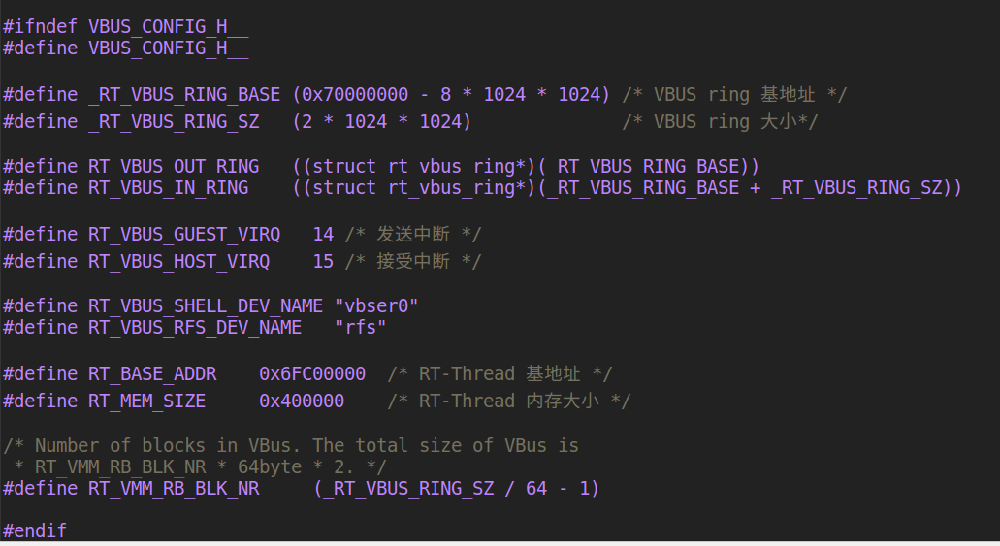 #ifndef VBUS_CONFIG_H__
#define VBUS_CONFIG_H__
#define _RT_VBUS_RING_BASE (0x70000000 - 8 * 1024 * 1024) /* VBUS ring 基地址 */
#define _RT_VBUS_RING_SZ   (2 * 1024 * 1024)              /* VBUS ring 大小*/
#define RT_VBUS_OUT_RING   ((struct rt_vbus_ring*)(_RT_VBUS_RING_BASE))
#define RT_VBUS_IN_RING    ((struct rt_vbus_ring*)(_RT_VBUS_RING_BASE + _RT_VBUS_RING_SZ))
#define RT_VBUS_GUEST_VIRQ   14 /* 发送中断 */
#define RT_VBUS_HOST_VIRQ    15 /* 接受中断 */
#define RT_VBUS_SHELL_DEV_NAME "vbser0"
#define RT_VBUS_RFS_DEV_NAME   "rfs"
#define RT_BASE_ADDR    0x6FC00000  /* RT-Thread 基地址 */
#define RT_MEM_SIZE     0x400000    /* RT-Thread 内存大小 */
/* Number of blocks in VBus. The total size of VBus is
 * RT_VMM_RB_BLK_NR * 64byte * 2. */
#define RT_VMM_RB_BLK_NR     (_RT_VBUS_RING_SZ / 64 - 1)
#endif